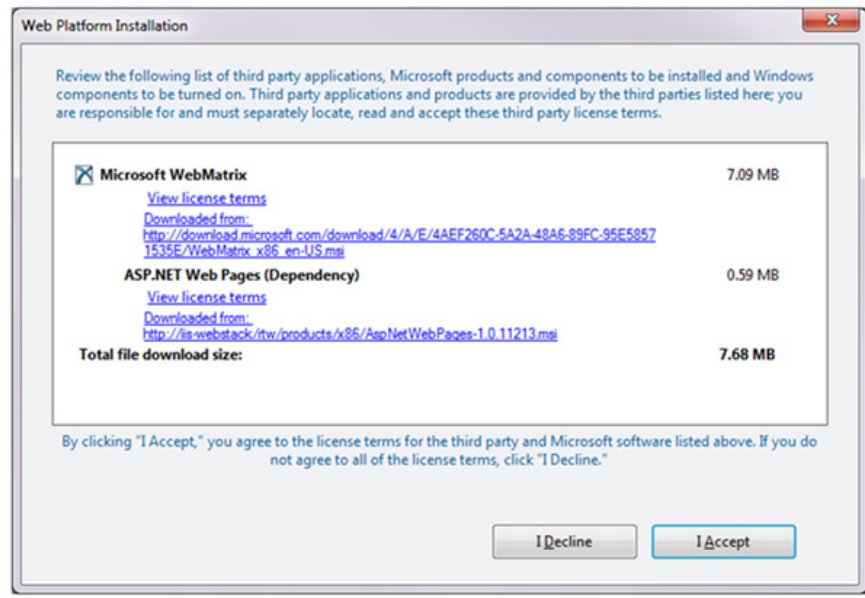 Web Platform Installation
Review the following list of third party applications, Microsoft products and components to be installed and Windows
components to be turned on. Third party applications and products are provided by the third parties listed here; you
are responsible for and must separately locate, read and accept these third party license terms.
Microsoft WebMatrix 7.09 MB
View license terms
Downloaded from:
http://download.microsoft.com/download/4/A/E/4AEF260C-5A2A-48A6-89FC-95E5857
1535E/WebMatrix_x86_en-US.msi
ASP.NET Web Pages (Dependency) 0.59 MB
View license terms
Downloaded from:
http://iis-webstack/itw/products/x86/AspNetWebPages-1.0.11213.msi
Total file download size: 7.68 MB
By clicking "I Accept," you agree to the license terms for the third party and Microsoft software listed above. If you do
not agree to all of the license terms, click "I Decline."
I Decline I Accept